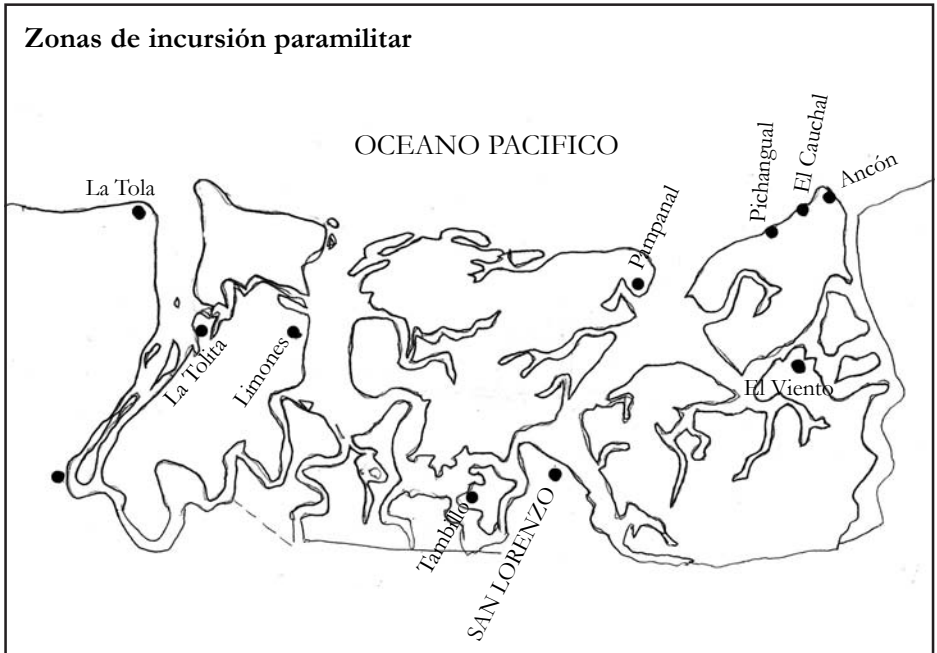 Zonas de incursión paramilitar
OCEANO PACIFICO
La Tola
Pichangual
El Cauchal
Ancón
Pampanal
La Tolita
Limones
El Viento
Tambillo
SAN LORENZO